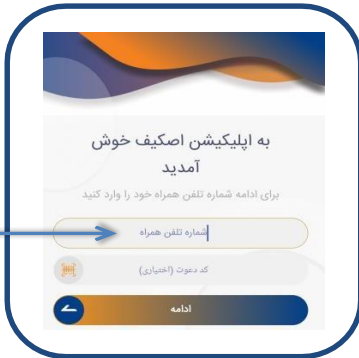 به اپلیکیشن اصکیف خوش
آمدید
برای ادامه شماره تلفن همراه خود را وارد کنید
شماره تلفن همراه
کد دعوت (اختیاری)
ادامه